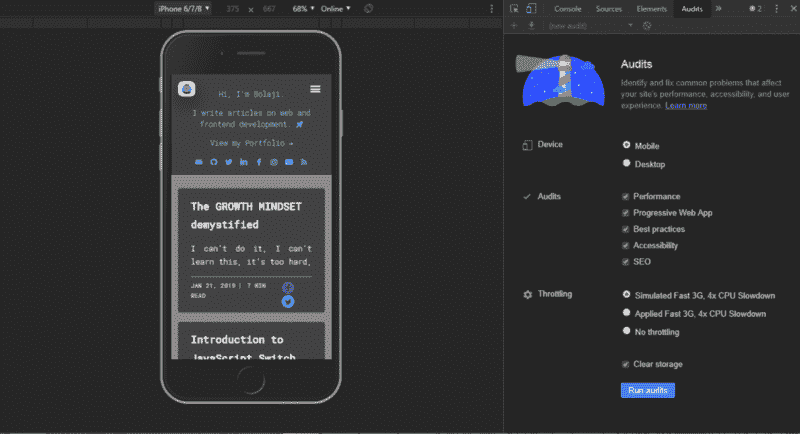 iPhone 6/7/8 ▼ 375 × 667 68% ▼ Online ▼
Console Sources Elements Audits » 2
(new audit)
Hi, I'm Bolaji.
I write articles on web and
frontend development.
View my Portfolio →
The GROWTH MINDSET
demystified
I can't do it, I can't
learn this, it's too hard,
JAN 21, 2019 | 7 MIN
READ
Introduction to
JavaScript Switch
Audits
Identify and fix common problems that affect
your site's performance, accessibility, and user
experience. Learn more
Device
Mobile
Desktop
Audits
Performance
Progressive Web App
Best practices
Accessibility
SEO
Throttling
Simulated Fast 3G, 4x CPU Slowdown
Applied Fast 3G, 4x CPU Slowdown
No throttling
Clear storage
Run audits